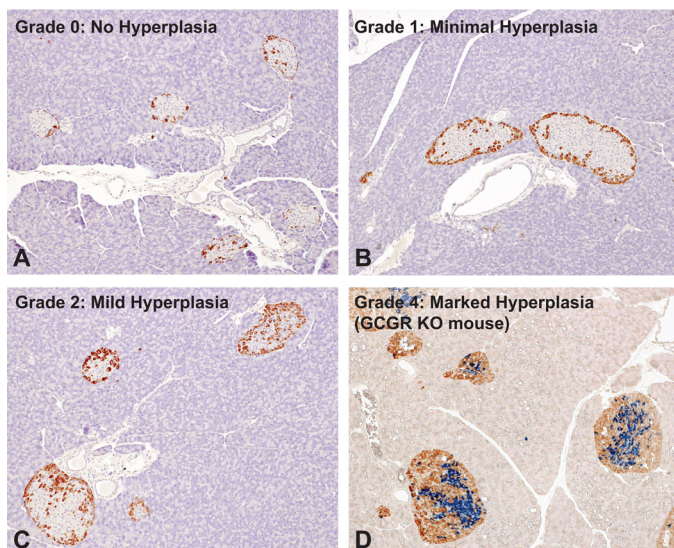 Grade 0: No Hyperplasia
A
Grade 1: Minimal Hyperplasia
B
Grade 2: Mild Hyperplasia
C
Grade 4: Marked Hyperplasia
(GCGR KO mouse)
D